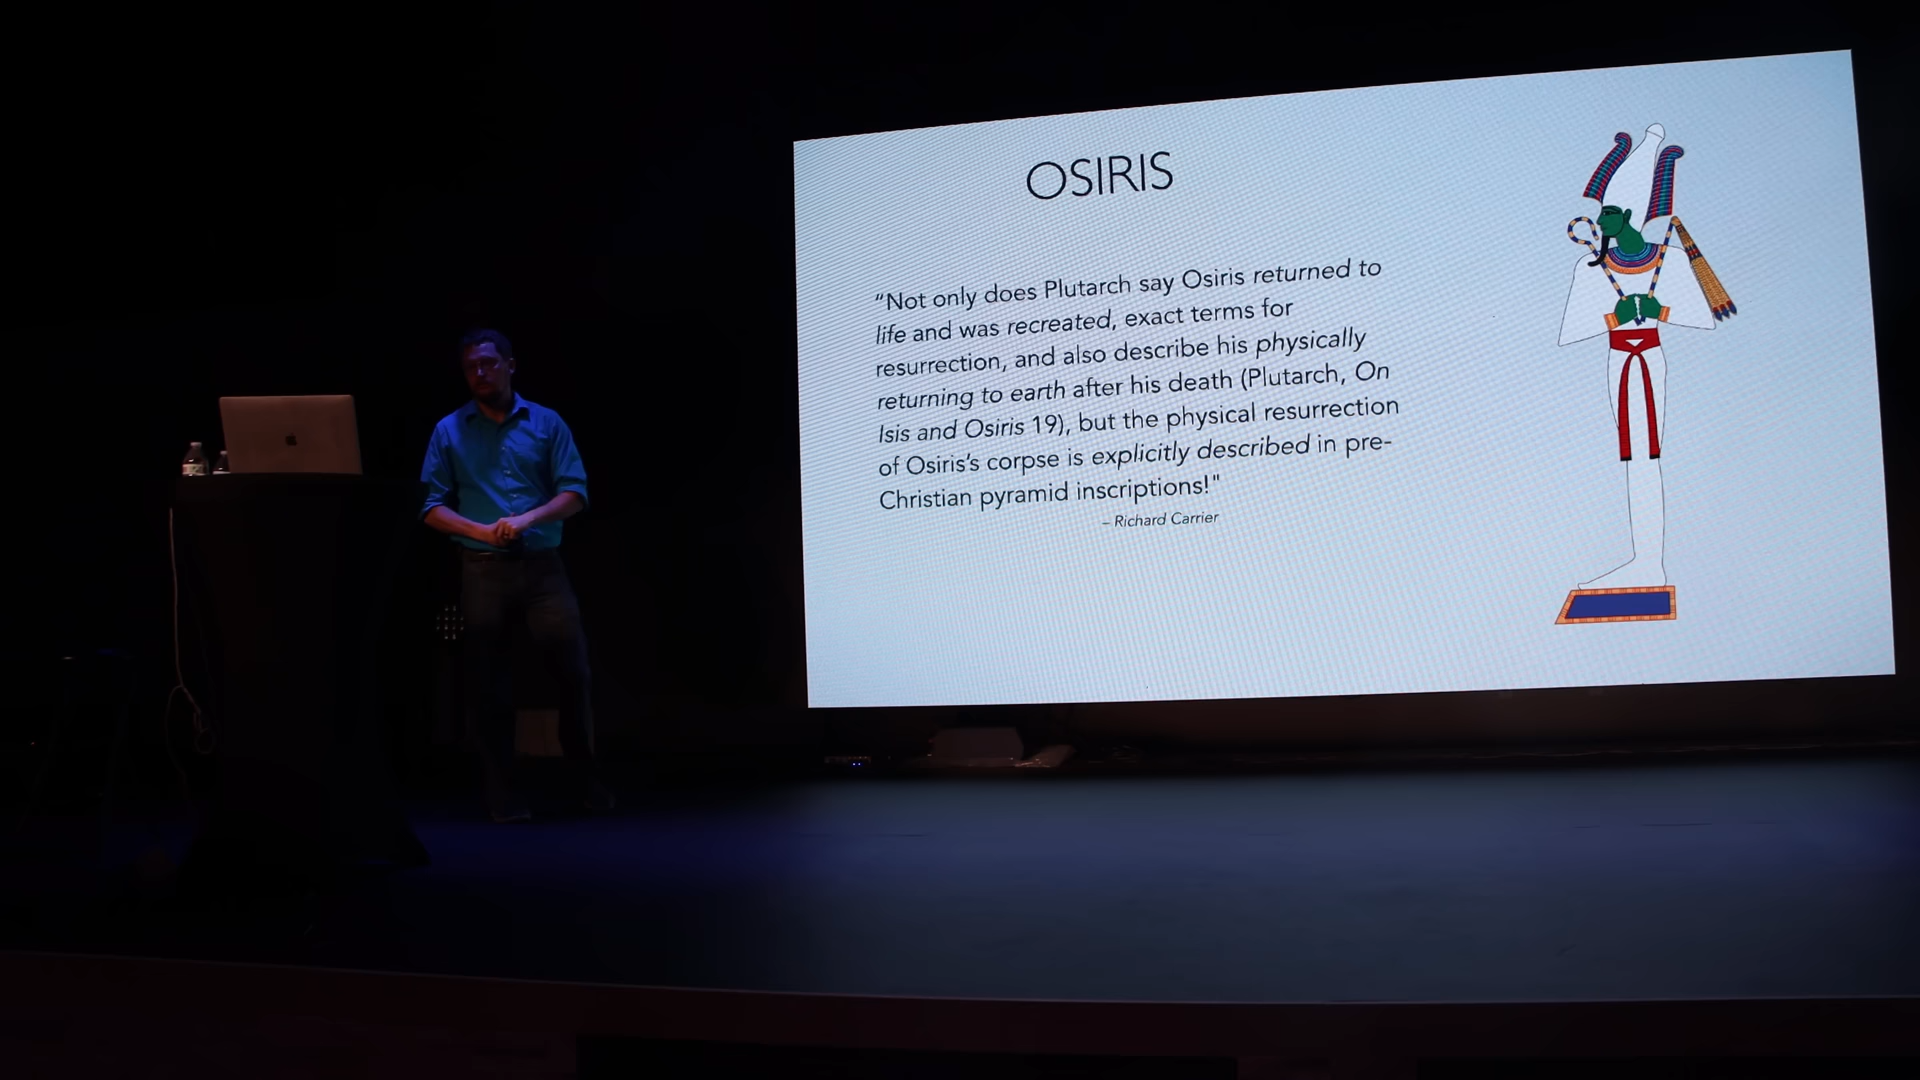 OSIRIS
“Not only does Plutarch say Osiris returned to
life and was recreated, exact terms for
resurrection, and also describe his physically
returning to earth after his death (Plutarch, On
Isis and Osiris 19), but the physical resurrection
of Osiris’s corpse is explicitly described in pre-
Christian pyramid inscriptions!"
– Richard Carrier